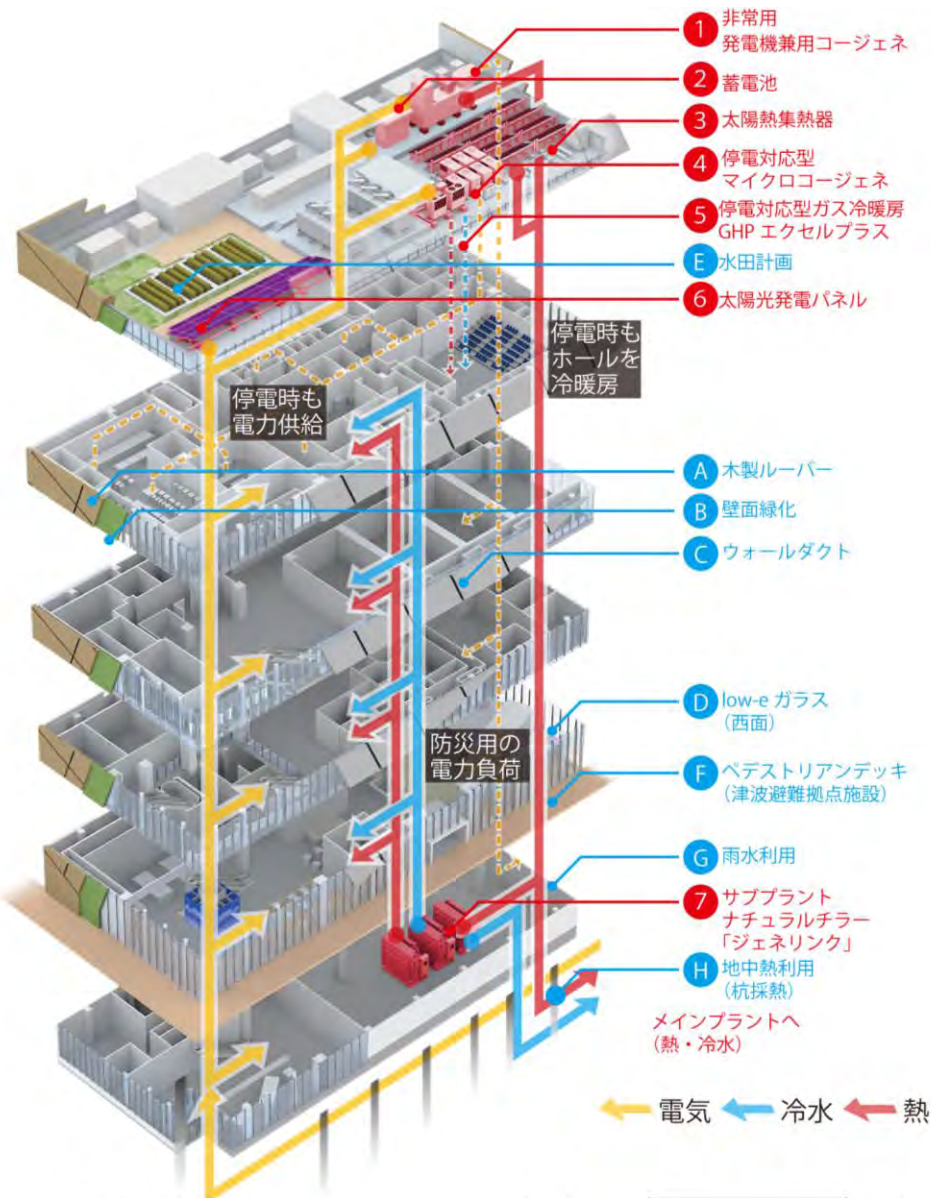 1 非常用
発電機兼用コージェネ
2 蓄電池
3 太陽熱集熱器
4 停電対応型
マイクロコージェネ
5 停電対応型ガス冷暖房
GHP エクセルプラス
E 水田計画
6 太陽光発電パネル
停電時も
ホールを
冷暖房
停電時も
電力供給
A 木製ルーバー
B 壁面緑化
C ウォールダクト
D low-e ガラス
(西面)
防災用の
電力負荷
F ペデストリアンデッキ
(津波避難拠点施設)
G 雨水利用
7 サブプラント
ナチュラルチラー
「ジェネリンク」
H 地中熱利用
(杭採熱)
メインプラントへ
(熱・冷水)
電気 冷水 熱